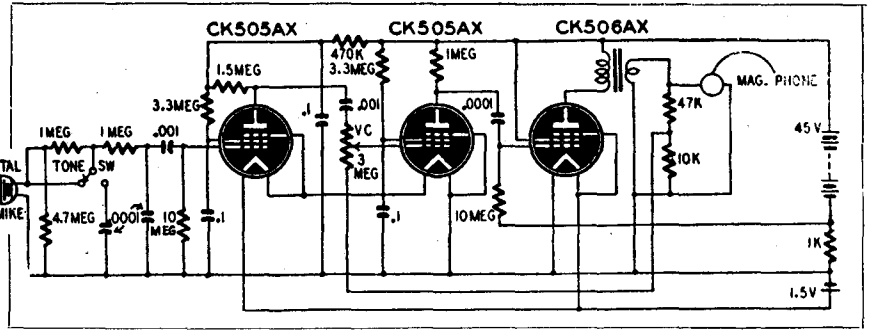 CK505AX CK505AX CK506AX
470K
3.3MEG
1MEG
1.5MEG
3.3MEG
.1
.001
.0001
MAG. PHONE
47K
45V
1MEG
1MEG
.001
VC
3
MEG
10K
TAL
MIKE
TONE
SW
4.7MEG
.0001
10
MEG
.1
.1
10MEG
1K
1.5V